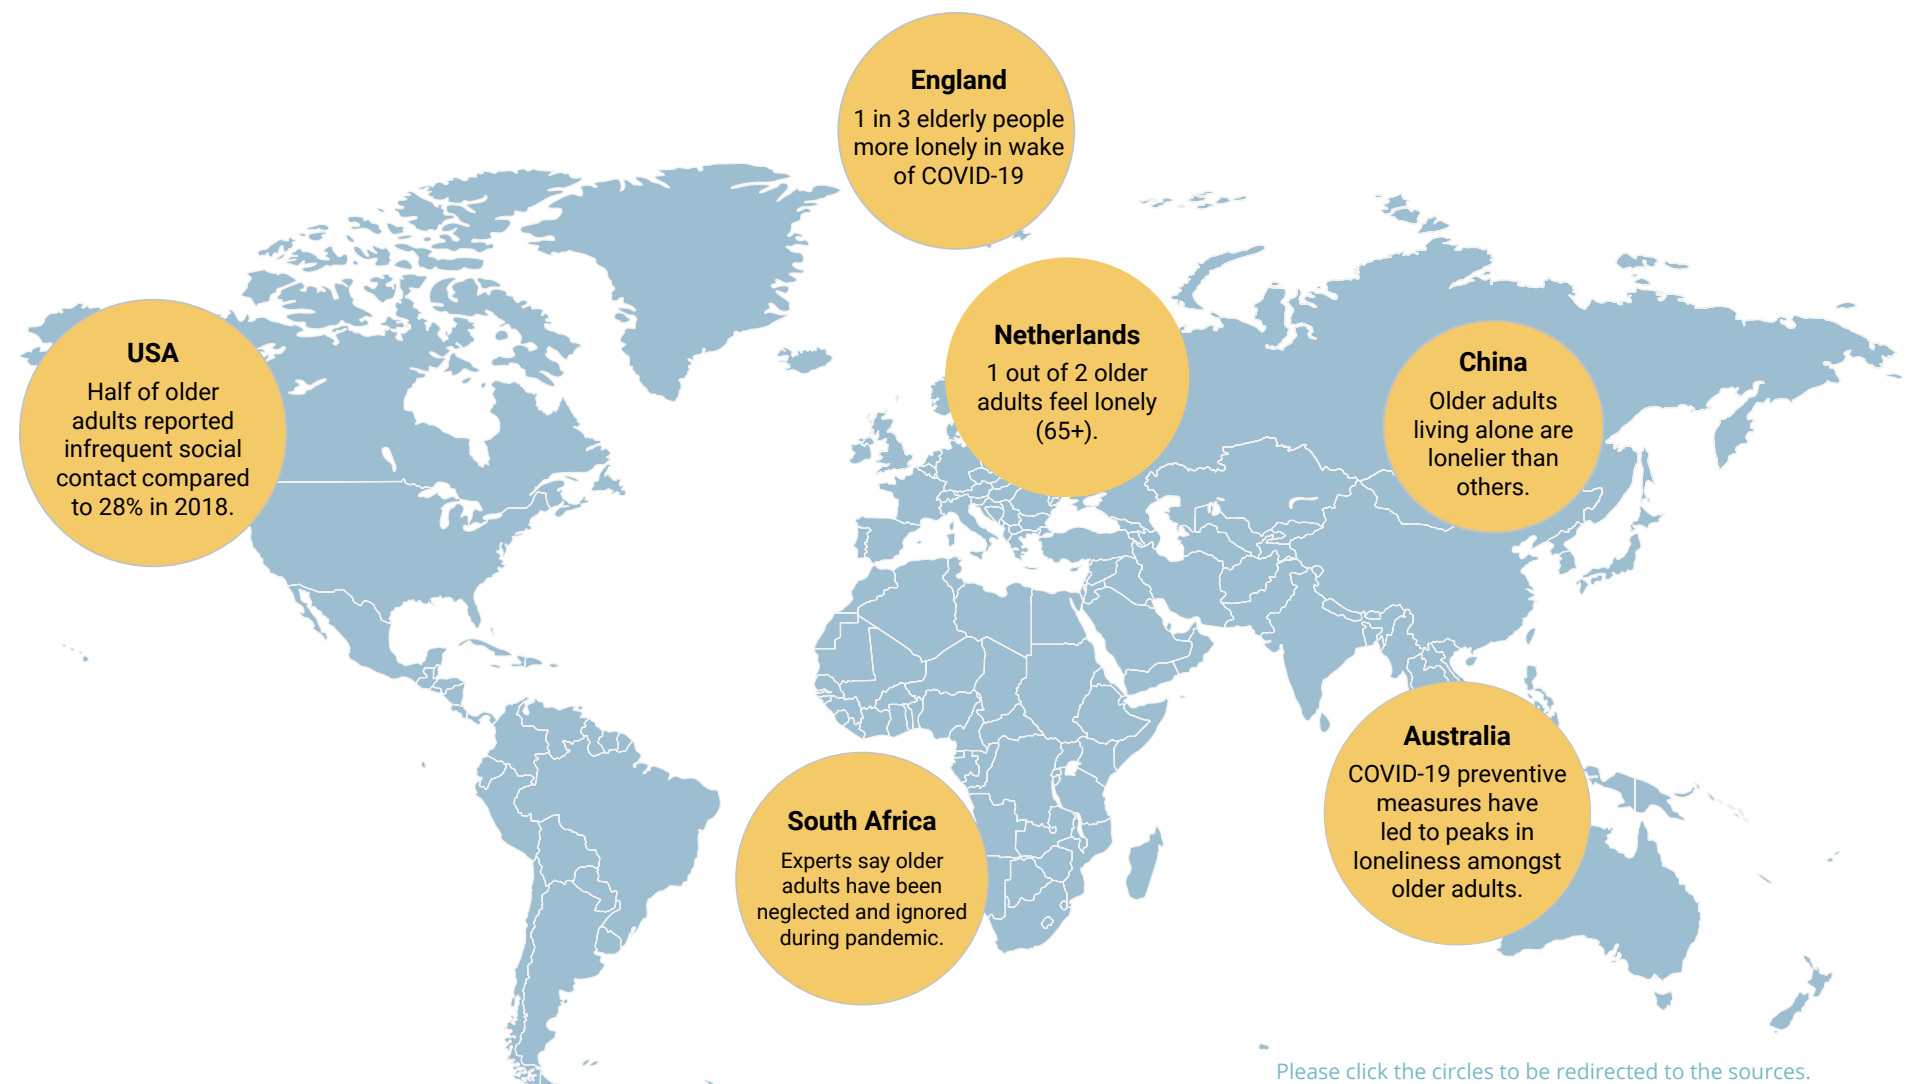 England
1 in 3 elderly people
more lonely in wake
of COVID-19
Netherlands
1 out of 2 older
adults feel lonely
(65+).
USA
Half of older
adults reported
infrequent social
contact compared
to 28% in 2018.
China
Older adults
living alone are
lonelier than
others.
Australia
COVID-19 preventive
measures have
led to peaks in
loneliness amongst
older adults.
South Africa
Experts say older
adults have been
neglected and ignored
during pandemic.
Please click the circles to be redirected to the sources.